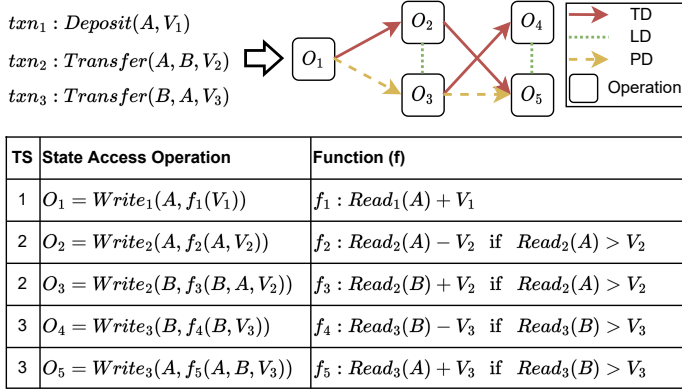 txn₁ : Deposit(A, V₁)
txn₂ : Transfer(A, B, V₂)
txn₃ : Transfer(B, A, V₃)
O₁
O₂
O₃
O₄
O₅
TD
LD
PD
Operation
TS State Access Operation Function (f)
1 O₁ = Write₁(A, f₁(V₁)) f₁ : Read₁(A) + V₁
2 O₂ = Write₂(A, f₂(A, V₂)) f₂ : Read₂(A) − V₂ if Read₂(A) > V₂
2 O₃ = Write₂(B, f₃(B, A, V₂)) f₃ : Read₂(B) + V₂ if Read₂(A) > V₂
3 O₄ = Write₃(B, f₄(B, V₃)) f₄ : Read₃(B) − V₃ if Read₃(B) > V₃
3 O₅ = Write₃(A, f₅(A, B, V₃)) f₅ : Read₃(A) + V₃ if Read₃(B) > V₃